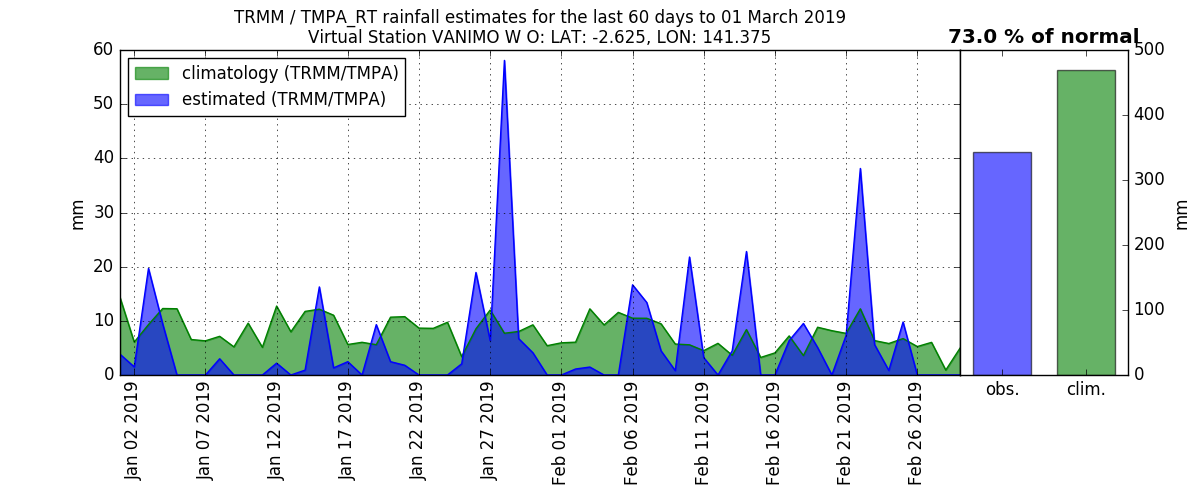 TRMM / TMPA_RT rainfall estimates for the last 60 days to 01 March 2019
Virtual Station VANIMO W O: LAT: -2.625, LON: 141.375
73.0 % of normal
climatology (TRMM/TMPA)
estimated (TRMM/TMPA)
mm
60
50
40
30
20
10
0
Jan 02 2019
Jan 07 2019
Jan 12 2019
Jan 17 2019
Jan 22 2019
Jan 27 2019
Feb 01 2019
Feb 06 2019
Feb 11 2019
Feb 16 2019
Feb 21 2019
Feb 26 2019
obs.
clim.
500
400
300
200
100
0
mm